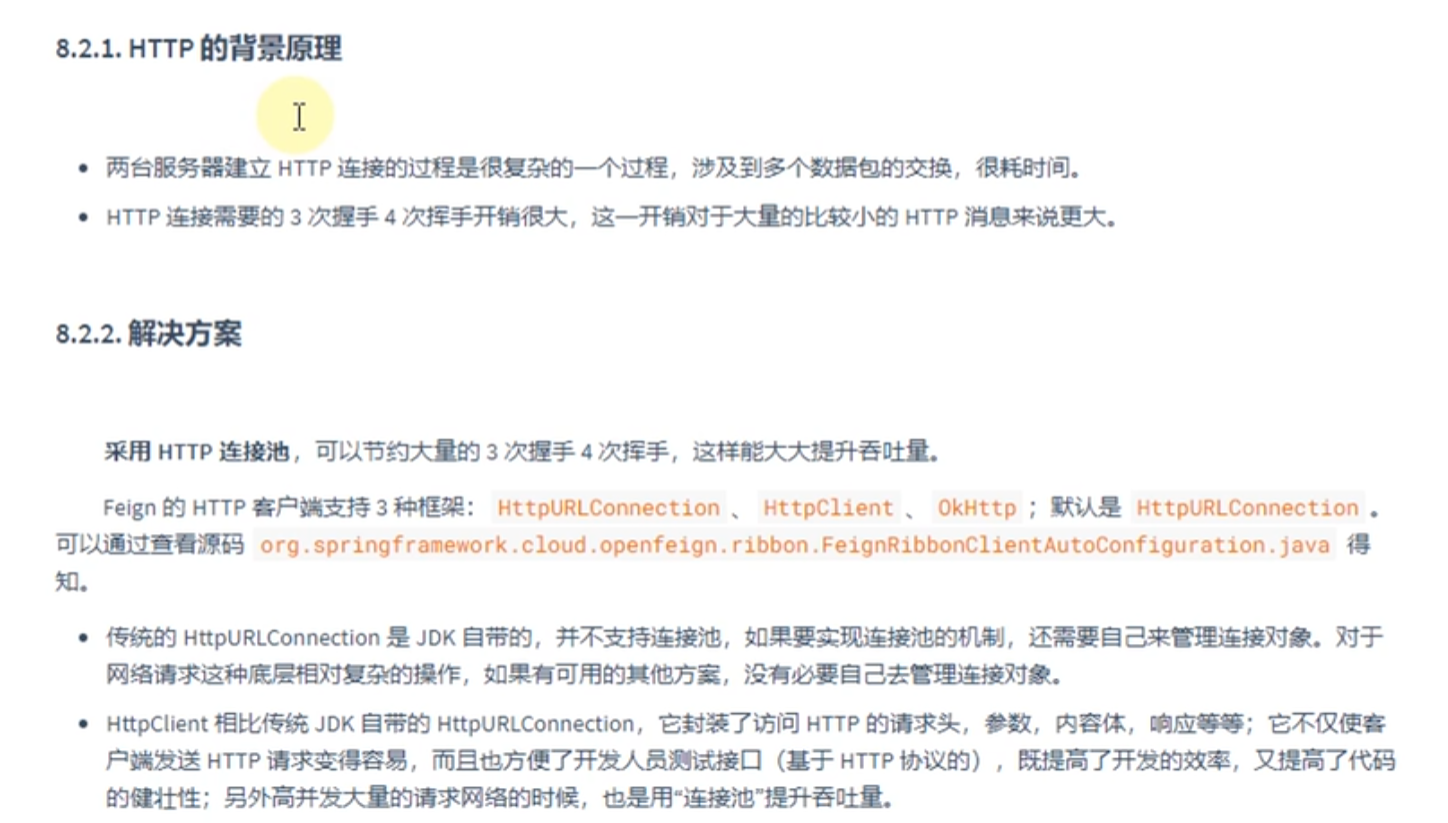 8.2.1. HTTP 的背景原理
• 两台服务器建立 HTTP 连接的过程是很复杂的一个过程，涉及到多个数据包的交换，很耗时间。
• HTTP 连接需要的 3 次握手 4 次挥手开销很大，这一开销对于大量的比较小的 HTTP 消息来说更大。
8.2.2. 解决方案
采用 HTTP 连接池，可以节约大量的 3 次握手 4 次挥手，这样能大大提升吞吐量。
Feign 的 HTTP 客户端支持 3 种框架： HttpURLConnection 、 HttpClient 、 OkHttp ；默认是 HttpURLConnection 。
可以通过查看源码 org.springframework.cloud.openfeign.ribbon.FeignRibbonClientAutoConfiguration.java 得
知。
• 传统的 HttpURLConnection 是 JDK 自带的，并不支持连接池，如果要实现连接池的机制，还需要自己来管理连接对象。对于
网络请求这种底层相对复杂的操作，如果有可用的其他方案，没有必要自己去管理连接对象。
• HttpClient 相比传统 JDK 自带的 HttpURLConnection，它封装了访问 HTTP 的请求头，参数，内容体，响应等等；它不仅使客
户端发送 HTTP 请求变得容易，而且也方便了开发人员测试接口（基于 HTTP 协议的），既提高了开发的效率，又提高了代码
的健壮性；另外高并发大量的请求网络的时候，也是用“连接池”提升吞吐量。